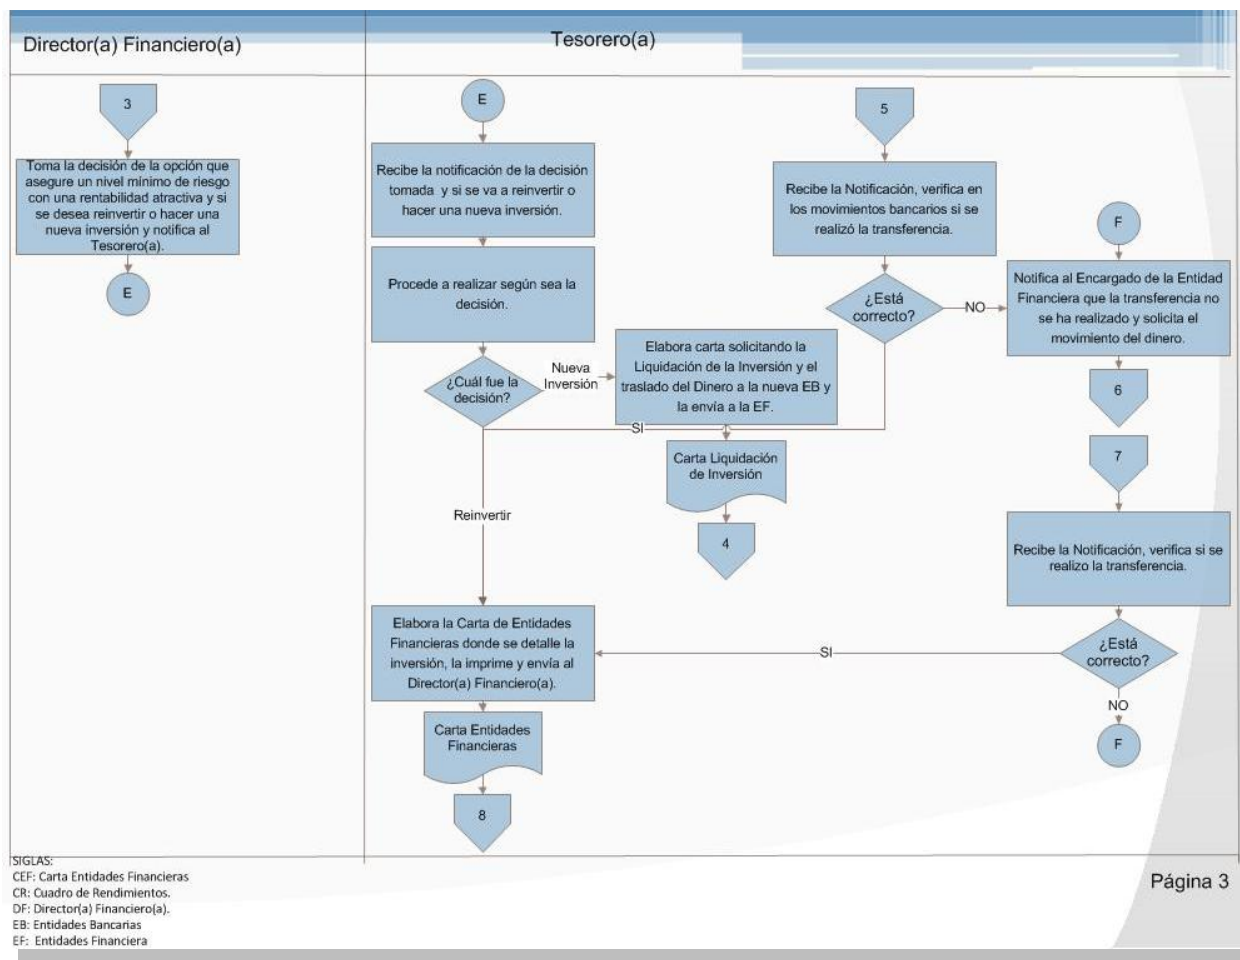 Director(a) Financiero(a)
Tesorero(a)
3
Toma la decisión de la opción que
asegure un nivel mínimo de riesgo
con una rentabilidad atractiva y si
se desea reinvertir o hacer una
nueva inversión y notifica al
Tesorero(a).
E
E
Recibe la notificación de la decisión
tomada y si se va a reinvertir o
hacer una nueva inversión.
Procede a realizar según sea la
decisión.
¿Cuál fue la
decisión?
Nueva
Inversión
Elabora carta solicitando la
Liquidación de la Inversión y el
traslado del Dinero a la nueva EB y
la envía a la EF.
Carta Liquidación
de Inversión
4
Reinvertir
Elabora la Carta de Entidades
Financieras donde se detalle la
inversión, la imprime y envía al
Director(a) Financiero(a).
Carta Entidades
Financieras
8
5
Recibe la Notificación, verifica en
los movimientos bancarios si se
realizó la transferencia.
¿Está
correcto?
SI
NO
F
Notifica al Encargado de la Entidad
Financiera que la transferencia no
se ha realizado y solicita el
movimiento del dinero.
6
7
Recibe la Notificación, verifica si se
realizo la transferencia.
¿Está
correcto?
SI
NO
F
SIGLAS:
CEF: Carta Entidades Financieras
CR: Cuadro de Rendimientos.
DF: Director(a) Financiero(a).
EB: Entidades Bancarias
EF: Entidades Financiera
Página 3